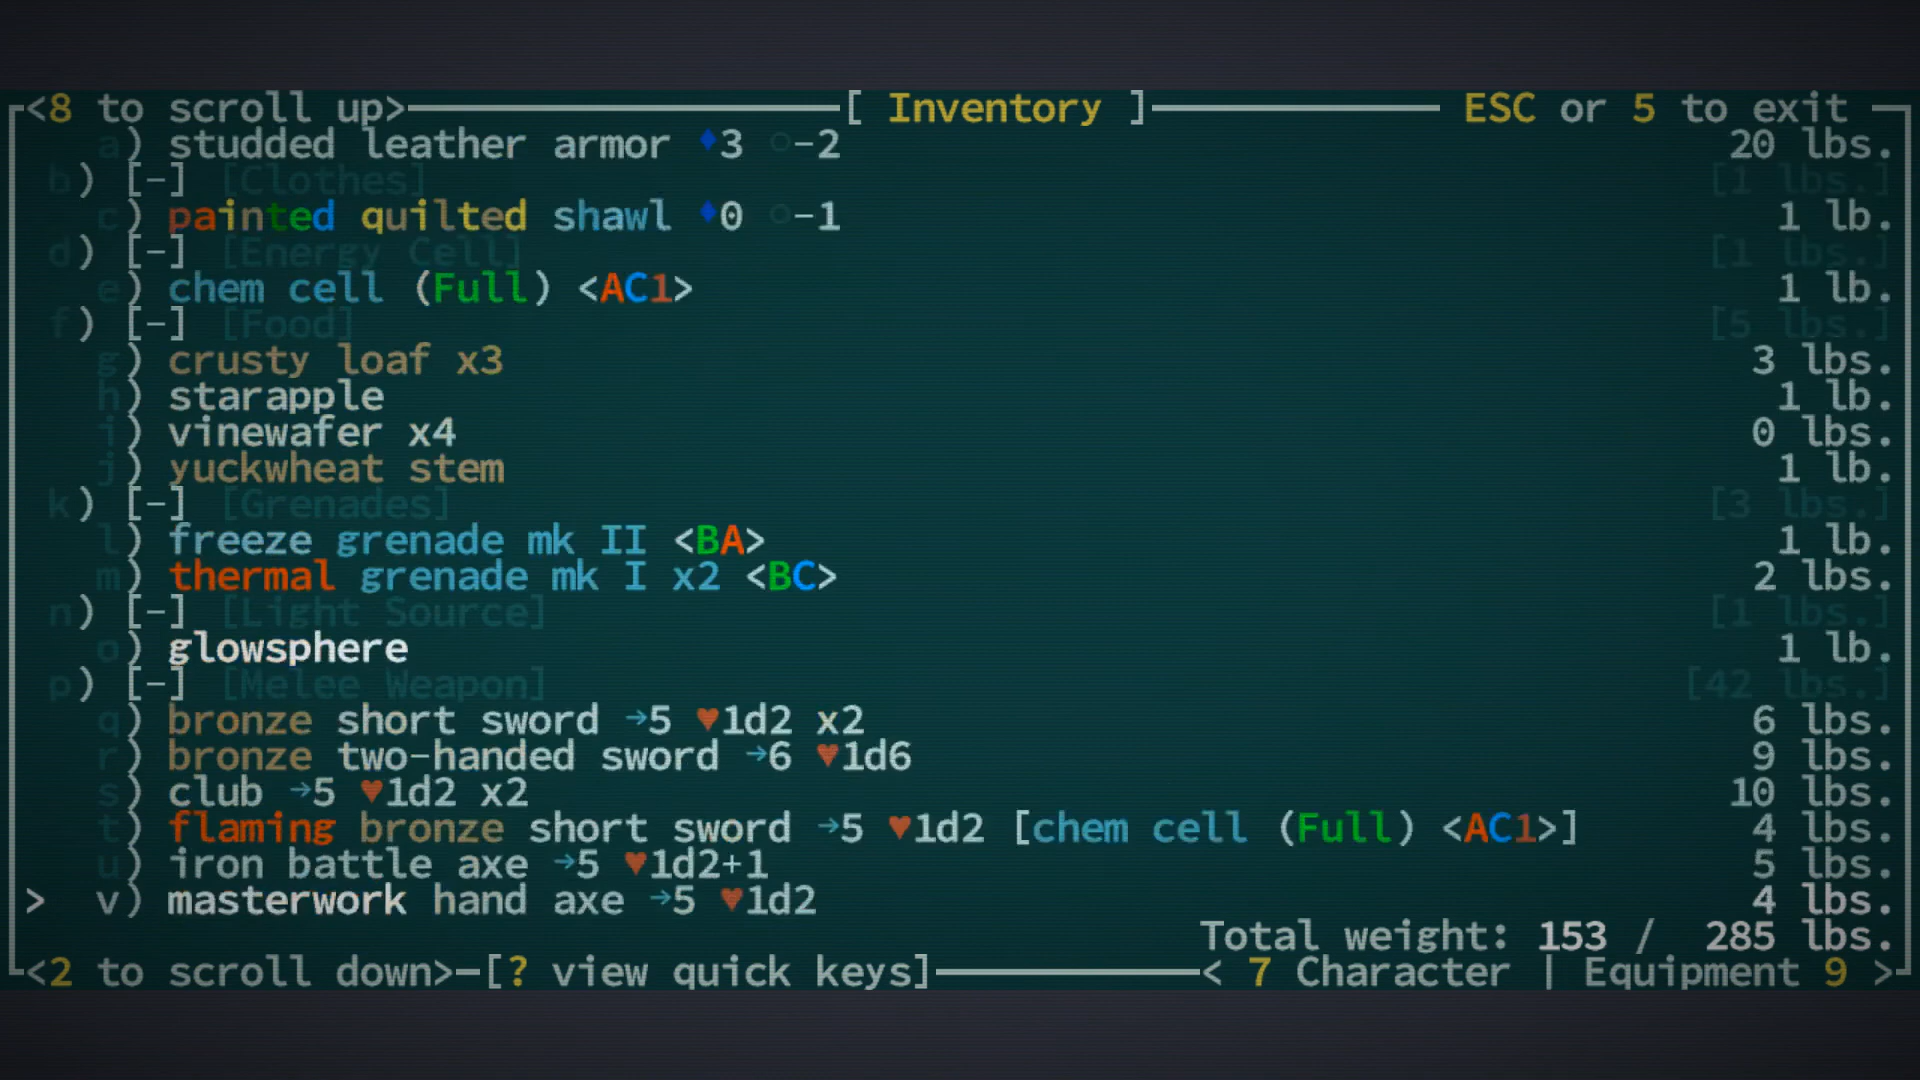 <8 to scroll up> [ Inventory ] ESC or 5 to exit
a) studded leather armor ♦3 ○-2 20 lbs.
b) [-] [Clothes] [1 lbs.]
c) painted quilted shawl ♦0 ○-1 1 lb.
d) [-] [Energy Cell] [1 lbs.]
e) chem cell (Full) <AC1> 1 lb.
f) [-] [Food] [5 lbs.]
g) crusty loaf x3 3 lbs.
h) starapple 1 lb.
i) vinewafer x4 0 lbs.
j) yuckwheat stem 1 lb.
k) [-] [Grenades] [3 lbs.]
l) freeze grenade mk II <BA> 1 lb.
m) thermal grenade mk I x2 <BC> 2 lbs.
n) [-] [Light Source] [1 lbs.]
o) glowsphere 1 lb.
p) [-] [Melee Weapon] [42 lbs.]
q) bronze short sword →5 ♥1d2 x2 6 lbs.
r) bronze two-handed sword →6 ♥1d6 9 lbs.
s) club →5 ♥1d2 x2 10 lbs.
t) flaming bronze short sword →5 ♥1d2 [chem cell (Full) <AC1>] 4 lbs.
u) iron battle axe →5 ♥1d2+1 5 lbs.
> v) masterwork hand axe →5 ♥1d2 4 lbs.
Total weight: 153 / 285 lbs.
<2 to scroll down> [? view quick keys] < 7 Character | Equipment 9 >